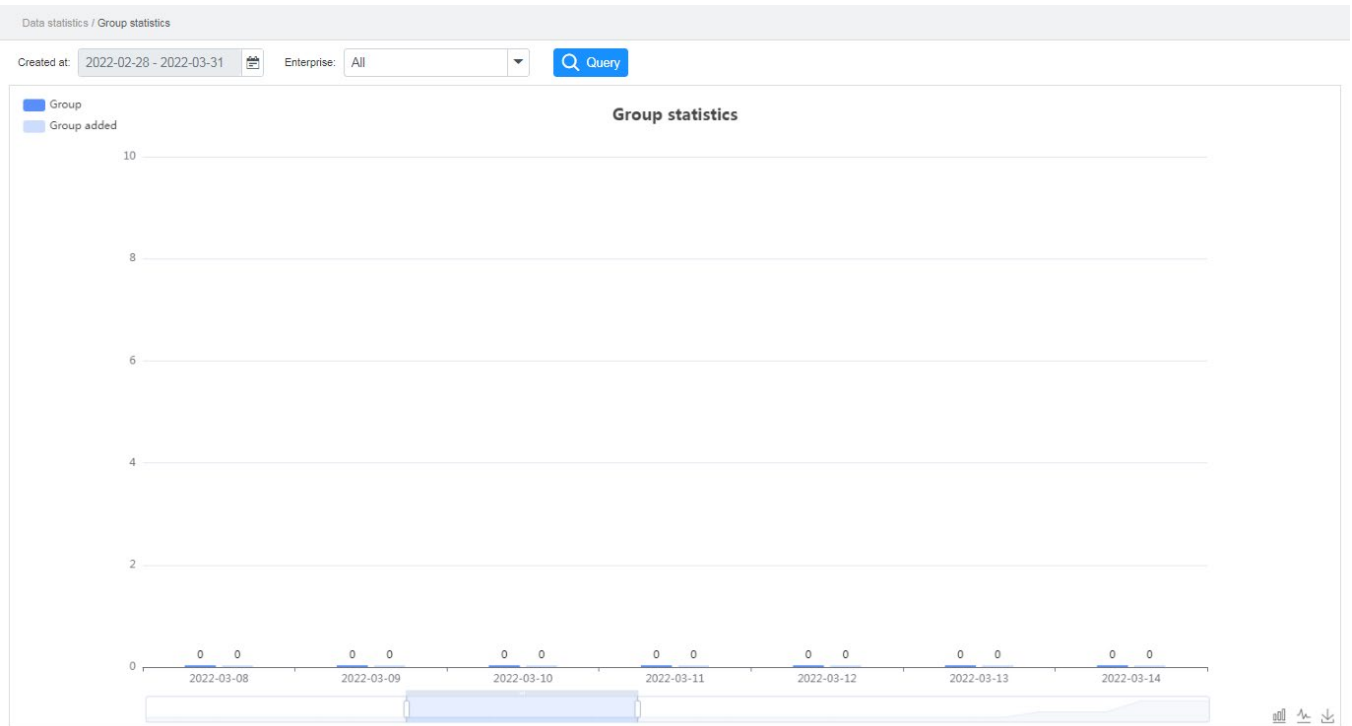 Data statistics / Group statistics
Created at: 2022-02-28 - 2022-03-31 Enterprise: All Query
Group
Group added
Group statistics
10
8
6
4
2
0 0 0 0 0 0 0 0 0 0 0 0 0 0
0
2022-03-08 2022-03-09 2022-03-10 2022-03-11 2022-03-12 2022-03-13 2022-03-14